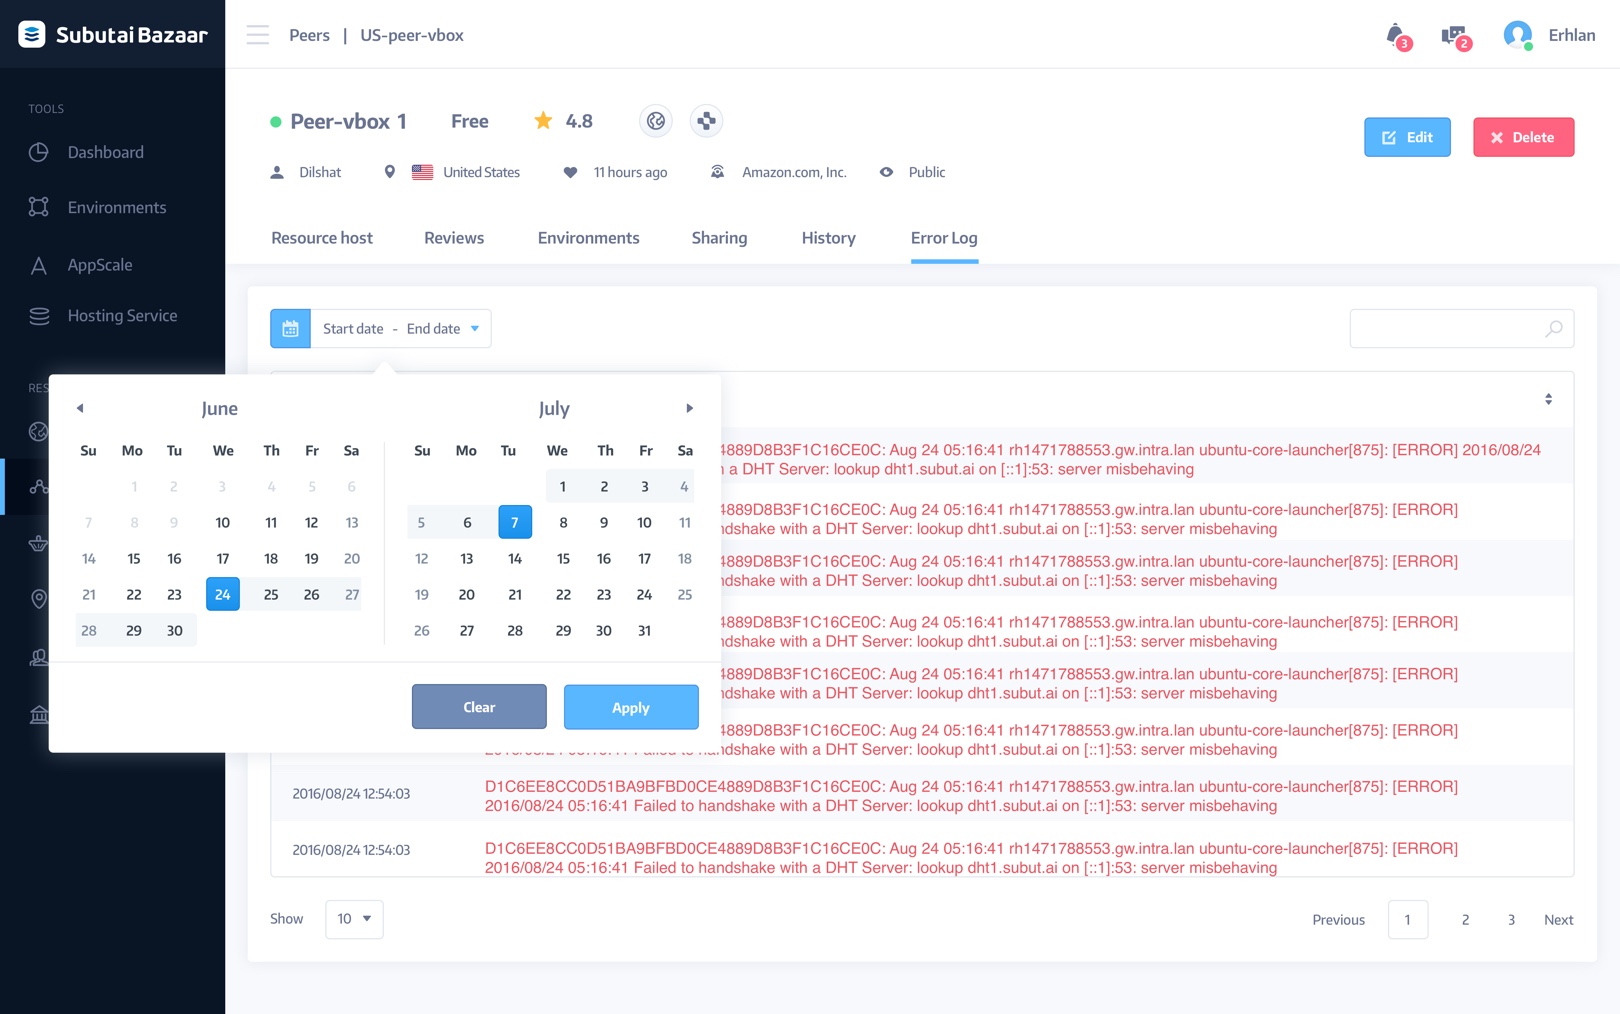 Subutai Bazaar
Peers | US-peer-vbox
3
2
Erhlan
TOOLS
Dashboard
Environments
AppScale
Hosting Service
RES
Peer-vbox 1
Free
4.8
Edit
Delete
Dilshat
United States
11 hours ago
Amazon.com, Inc.
Public
Resource host
Reviews
Environments
Sharing
History
Error Log
Start date - End date
June
Su Mo Tu We Th Fr Sa
1 2 3 4 5 6
7 8 9 10 11 12 13
14 15 16 17 18 19 20
21 22 23 24 25 26 27
28 29 30
July
Su Mo Tu We Th Fr Sa
1 2 3 4
5 6 7 8 9 10 11
12 13 14 15 16 17 18
19 20 21 22 23 24 25
26 27 28 29 30 31
Clear
Apply
4889D8B3F1C16CE0C: Aug 24 05:16:41 rh1471788553.gw.intra.lan ubuntu-core-launcher[875]: [ERROR] 2016/08/24
h a DHT Server: lookup dht1.subut.ai on [::1]:53: server misbehaving
4889D8B3F1C16CE0C: Aug 24 05:16:41 rh1471788553.gw.intra.lan ubuntu-core-launcher[875]: [ERROR]
ndshake with a DHT Server: lookup dht1.subut.ai on [::1]:53: server misbehaving
4889D8B3F1C16CE0C: Aug 24 05:16:41 rh1471788553.gw.intra.lan ubuntu-core-launcher[875]: [ERROR]
ndshake with a DHT Server: lookup dht1.subut.ai on [::1]:53: server misbehaving
4889D8B3F1C16CE0C: Aug 24 05:16:41 rh1471788553.gw.intra.lan ubuntu-core-launcher[875]: [ERROR]
ndshake with a DHT Server: lookup dht1.subut.ai on [::1]:53: server misbehaving
4889D8B3F1C16CE0C: Aug 24 05:16:41 rh1471788553.gw.intra.lan ubuntu-core-launcher[875]: [ERROR]
ndshake with a DHT Server: lookup dht1.subut.ai on [::1]:53: server misbehaving
4889D8B3F1C16CE0C: Aug 24 05:16:41 rh1471788553.gw.intra.lan ubuntu-core-launcher[875]: [ERROR]
2016/08/24 05:16:41 Failed to handshake with a DHT Server: lookup dht1.subut.ai on [::1]:53: server misbehaving
2016/08/24 12:54:03
D1C6EE8CC0D51BA9BFBD0CE4889D8B3F1C16CE0C: Aug 24 05:16:41 rh1471788553.gw.intra.lan ubuntu-core-launcher[875]: [ERROR]
2016/08/24 05:16:41 Failed to handshake with a DHT Server: lookup dht1.subut.ai on [::1]:53: server misbehaving
2016/08/24 12:54:03
D1C6EE8CC0D51BA9BFBD0CE4889D8B3F1C16CE0C: Aug 24 05:16:41 rh1471788553.gw.intra.lan ubuntu-core-launcher[875]: [ERROR]
2016/08/24 05:16:41 Failed to handshake with a DHT Server: lookup dht1.subut.ai on [::1]:53: server misbehaving
Show 10
Previous 1 2 3 Next